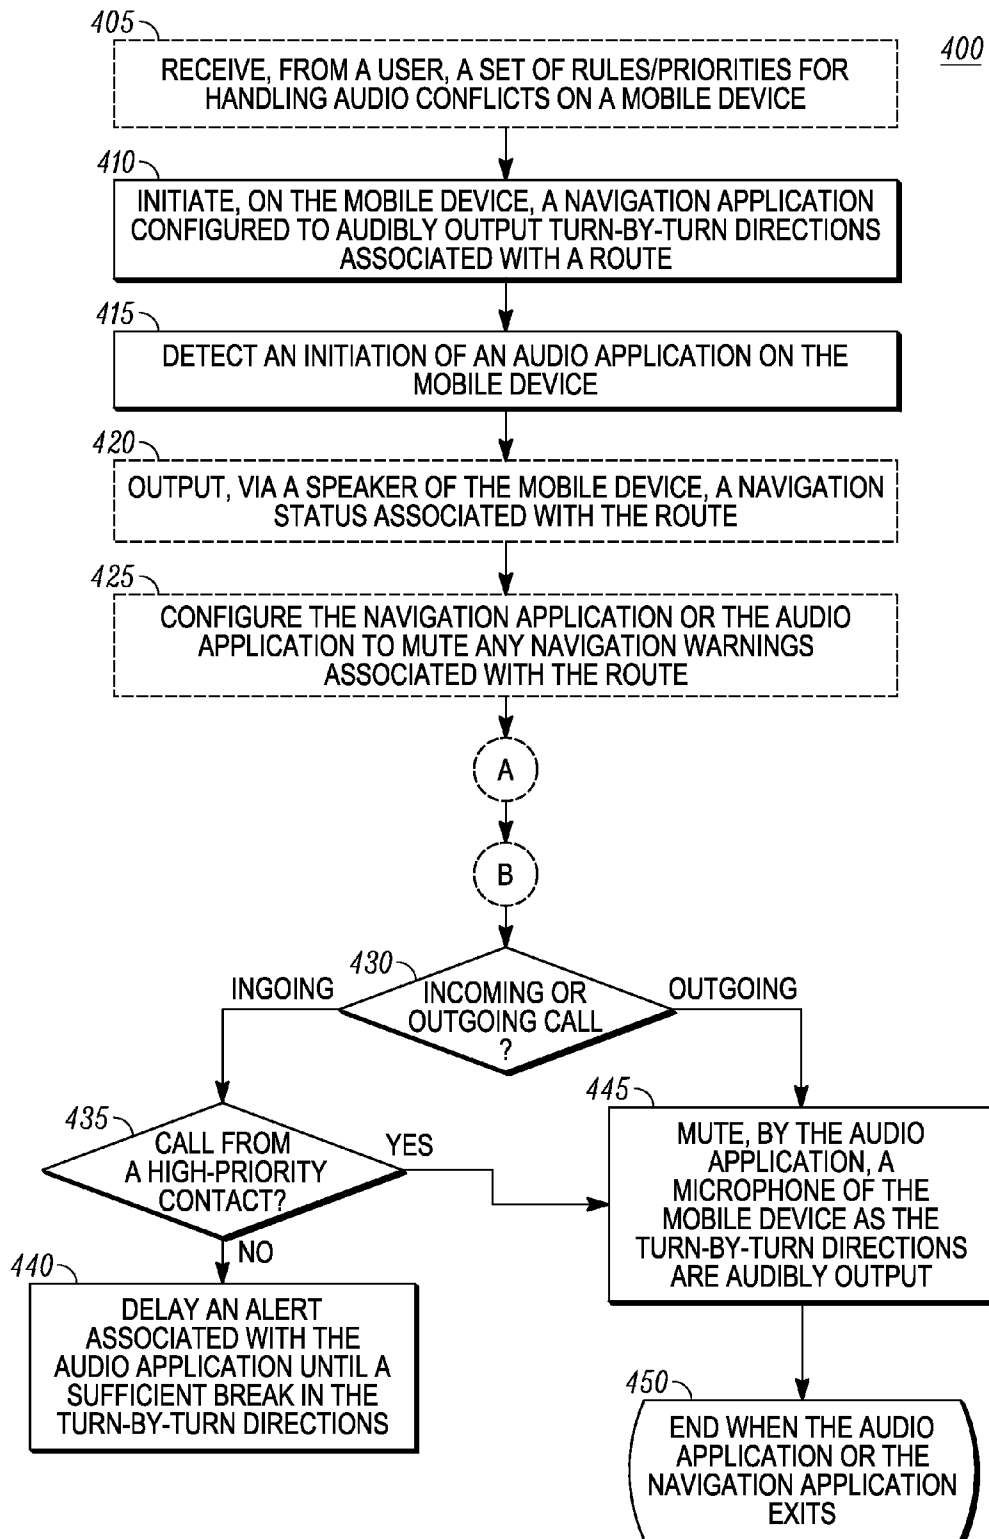 405
400
RECEIVE, FROM A USER, A SET OF RULES/PRIORITIES FOR
HANDLING AUDIO CONFLICTS ON A MOBILE DEVICE
410
INITIATE, ON THE MOBILE DEVICE, A NAVIGATION APPLICATION
CONFIGURED TO AUDIBLY OUTPUT TURN-BY-TURN DIRECTIONS
ASSOCIATED WITH A ROUTE
415
DETECT AN INITIATION OF AN AUDIO APPLICATION ON THE
MOBILE DEVICE
420
OUTPUT, VIA A SPEAKER OF THE MOBILE DEVICE, A NAVIGATION
STATUS ASSOCIATED WITH THE ROUTE
425
CONFIGURE THE NAVIGATION APPLICATION OR THE AUDIO
APPLICATION TO MUTE ANY NAVIGATION WARNINGS
ASSOCIATED WITH THE ROUTE
A
B
430
INGOING
OUTGOING
INCOMING OR
OUTGOING CALL
?
435
CALL FROM
A HIGH-PRIORITY
CONTACT?
YES
NO
445
MUTE, BY THE AUDIO
APPLICATION, A
MICROPHONE OF THE
MOBILE DEVICE AS THE
TURN-BY-TURN DIRECTIONS
ARE AUDIBLY OUTPUT
440
DELAY AN ALERT
ASSOCIATED WITH THE
AUDIO APPLICATION UNTIL A
SUFFICIENT BREAK IN THE
TURN-BY-TURN DIRECTIONS
450
END WHEN THE AUDIO
APPLICATION OR THE
NAVIGATION APPLICATION
EXITS